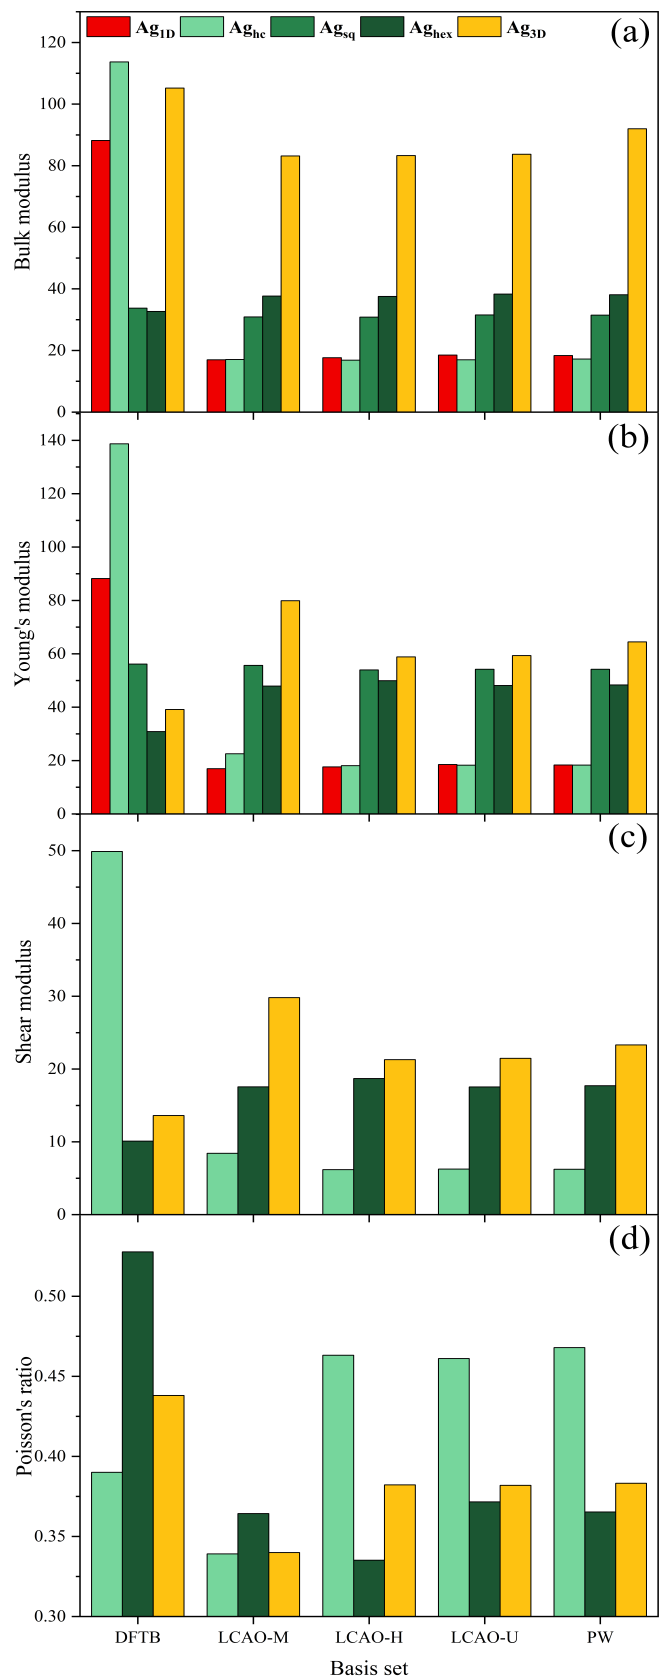 Ag1D Aghc Agsq Aghex Ag3D
(a)
120
100
80
60
40
20
0
Bulk modulus
(b)
140
120
100
80
60
40
20
0
Young's modulus
(c)
50
40
30
20
10
0
Shear modulus
(d)
0.50
0.45
0.40
0.35
0.30
Poisson's ratio
DFTB LCAO-M LCAO-H LCAO-U PW
Basis set